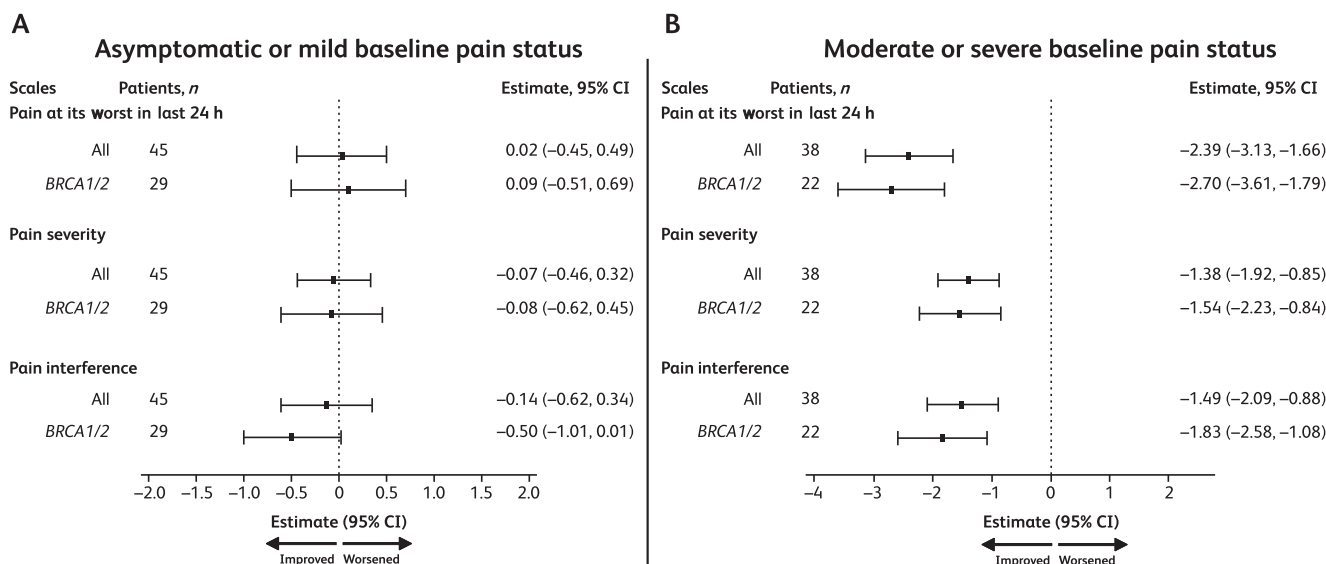 A
Asymptomatic or mild baseline pain status
Scales Patients, n Estimate, 95% CI
Pain at its worst in last 24 h
All 45 0.02 (–0.45, 0.49)
BRCA1/2 29 0.09 (–0.51, 0.69)
Pain severity
All 45 –0.07 (–0.46, 0.32)
BRCA1/2 29 –0.08 (–0.62, 0.45)
Pain interference
All 45 –0.14 (–0.62, 0.34)
BRCA1/2 29 –0.50 (–1.01, 0.01)
–2.0 –1.5 –1.0 –0.5 0 0.5 1.0 1.5 2.0
Estimate (95% CI)
Improved Worsened
B
Moderate or severe baseline pain status
Scales Patients, n Estimate, 95% CI
Pain at its worst in last 24 h
All 38 –2.39 (–3.13, –1.66)
BRCA1/2 22 –2.70 (–3.61, –1.79)
Pain severity
All 38 –1.38 (–1.92, –0.85)
BRCA1/2 22 –1.54 (–2.23, –0.84)
Pain interference
All 38 –1.49 (–2.09, –0.88)
BRCA1/2 22 –1.83 (–2.58, –1.08)
–4 –3 –2 –1 0 1 2
Estimate (95% CI)
Improved Worsened